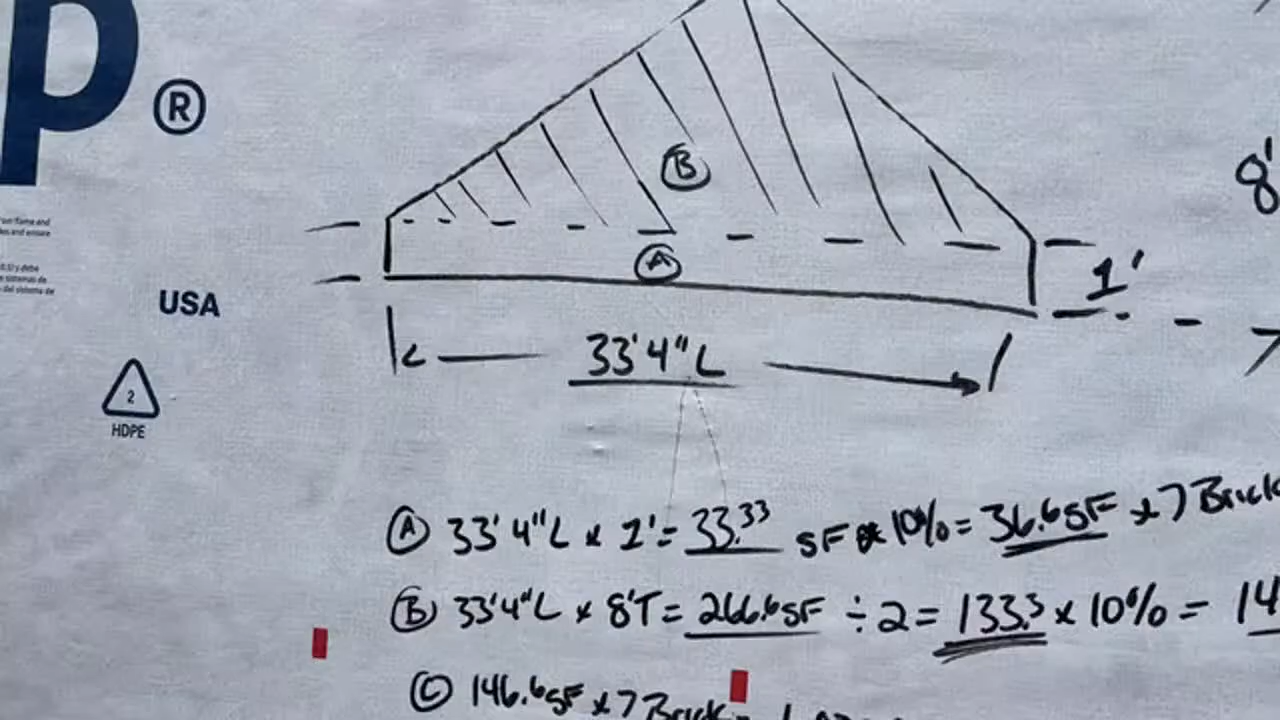 p®
8'
B
A
1'
USA
33'4"L
2
HDPE
A 33'4"L x 1' = 33.33 SF x 10% = 36.6SF x 7 Brick
B 33'4"L x 8'T = 266.6SF ÷ 2 = 133.3 x 10% = 14
C 146.6SF x 7 Brick =